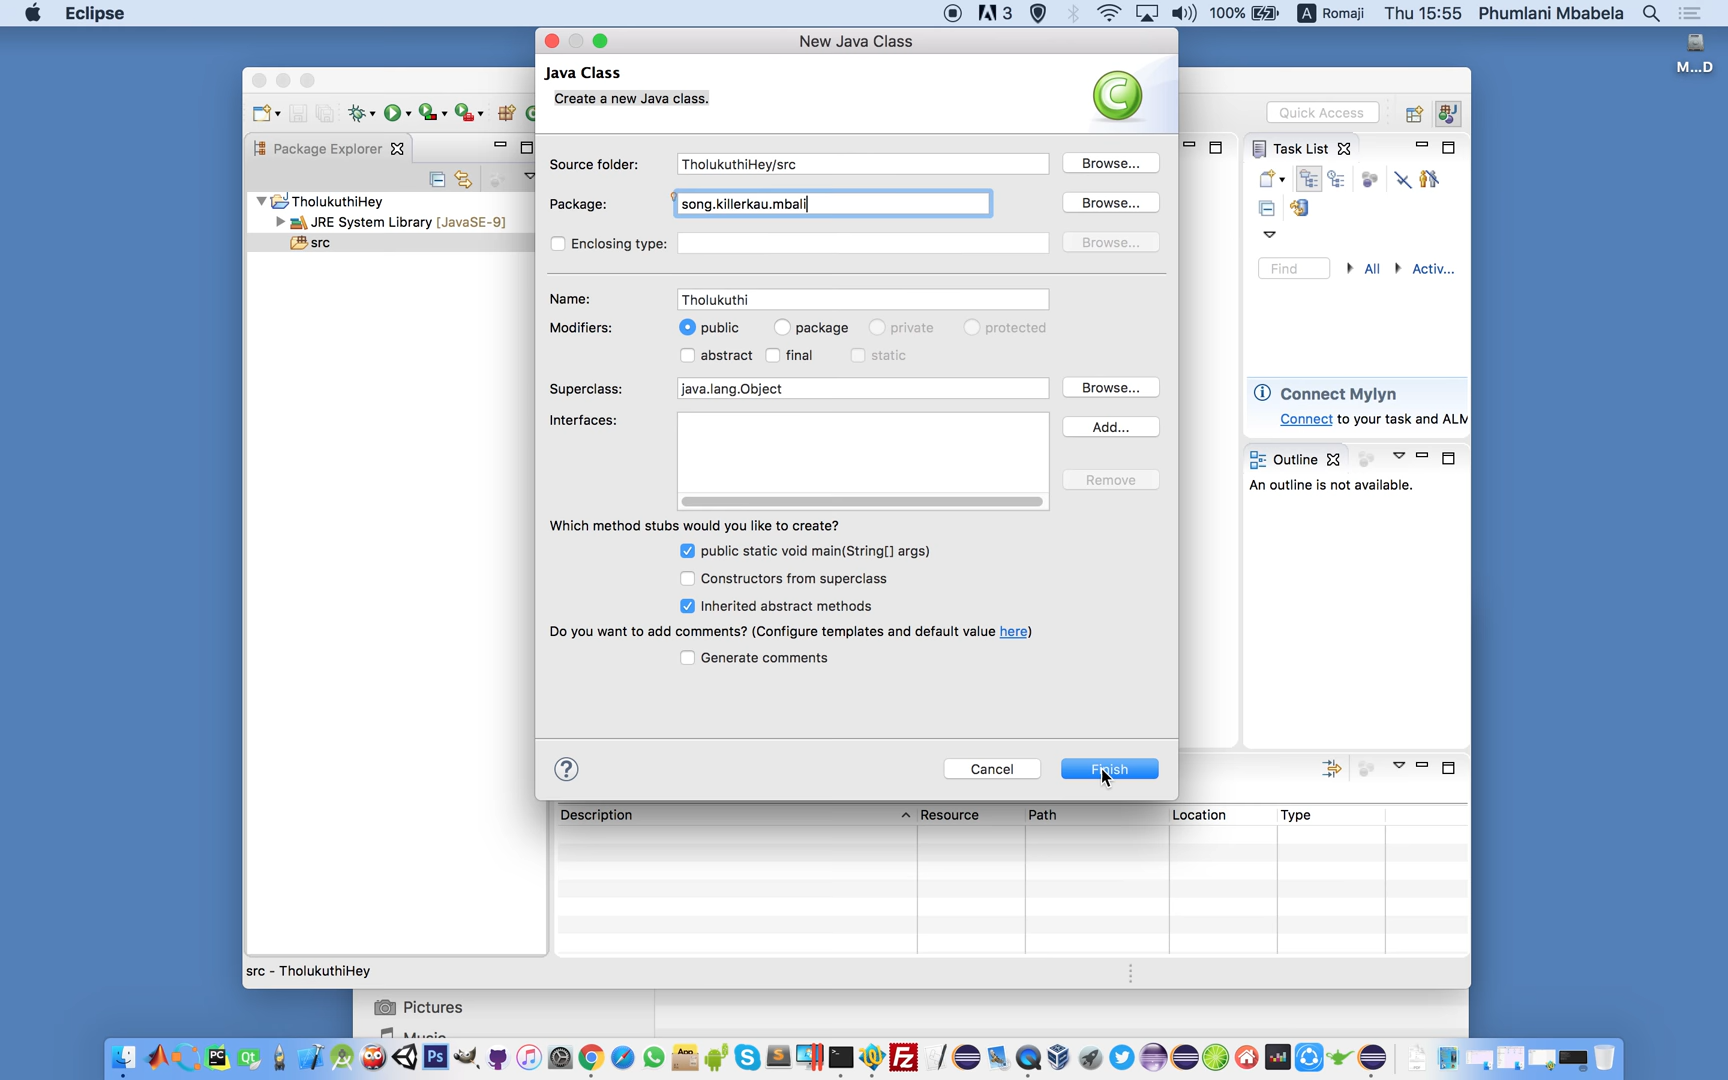 Eclipse
3
100%
A
Romaji
Thu 15:55
Phumlani Mbabela
M...D
New Java Class
Java Class
Create a new Java class.
C
Quick Access
Package Explorer
Task List
TholukuthiHey
JRE System Library [JavaSE-9]
src
Source folder:
TholukuthiHey/src
Browse...
Package:
song.killerkau.mbali
Browse...
Enclosing type:
Browse...
Find
All
Activ...
Name:
Tholukuthi
Modifiers:
public
package
private
protected
abstract
final
static
Superclass:
java.lang.Object
Browse...
Interfaces:
Add...
Remove
Connect Mylyn
Connect to your task and ALM
Outline
An outline is not available.
Which method stubs would you like to create?
public static void main(String[] args)
Constructors from superclass
Inherited abstract methods
Do you want to add comments? (Configure templates and default value here)
Generate comments
?
Cancel
Finish
Description
Resource
Path
Location
Type
src - TholukuthiHey
Pictures
Music
PC
Qt
Ps
App
S
Fz